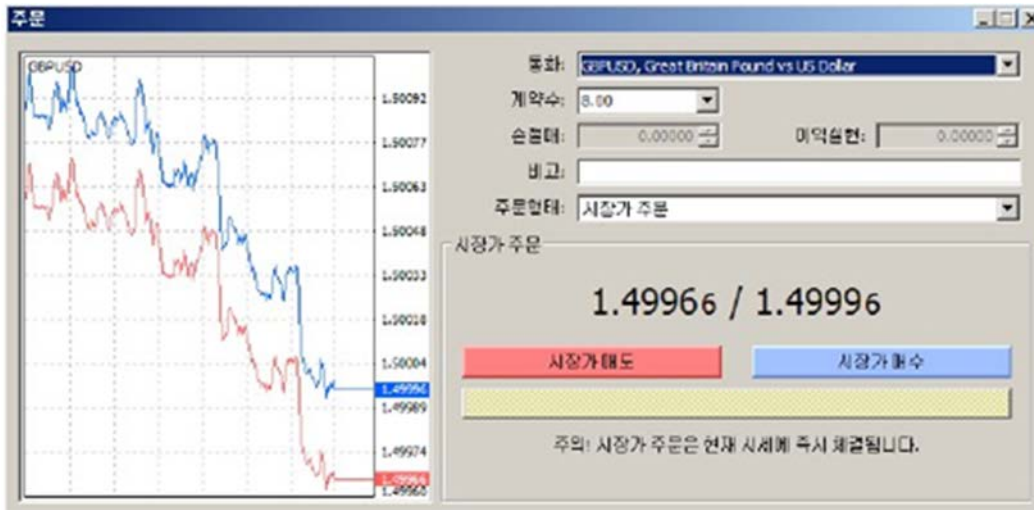 주문
GBPUSD
1.50092
1.50077
1.50063
1.50048
1.50033
1.50018
1.50004
1.49996
1.49989
1.49974
1.49966
1.49960
통화: GBPUSD, Great Britain Pound vs US Dollar
계약수: 8.00
손절매: 0.00000 이익실현: 0.00000
비고:
주문형태: 시장가 주문
시장가 주문
1.49966 / 1.49996
시장가 매도 시장가 매수
주의! 시장가 주문은 현재 시세에 즉시 체결됩니다.